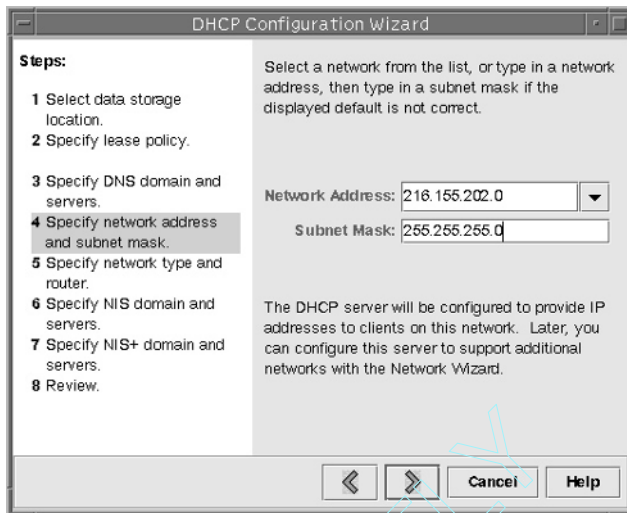 DHCP Configuration Wizard
Steps:
1 Select data storage
location.
2 Specify lease policy.
3 Specify DNS domain and
servers.
4 Specify network address
and subnet mask.
5 Specify network type and
router.
6 Specify NIS domain and
servers.
7 Specify NIS+ domain and
servers.
8 Review.
Select a network from the list, or type in a network
address, then type in a subnet mask if the
displayed default is not correct.
Network Address: 216.155.202.0
Subnet Mask: 255.255.255.0
The DHCP server will be configured to provide IP
addresses to clients on this network. Later, you
can configure this server to support additional
networks with the Network Wizard.
Cancel Help